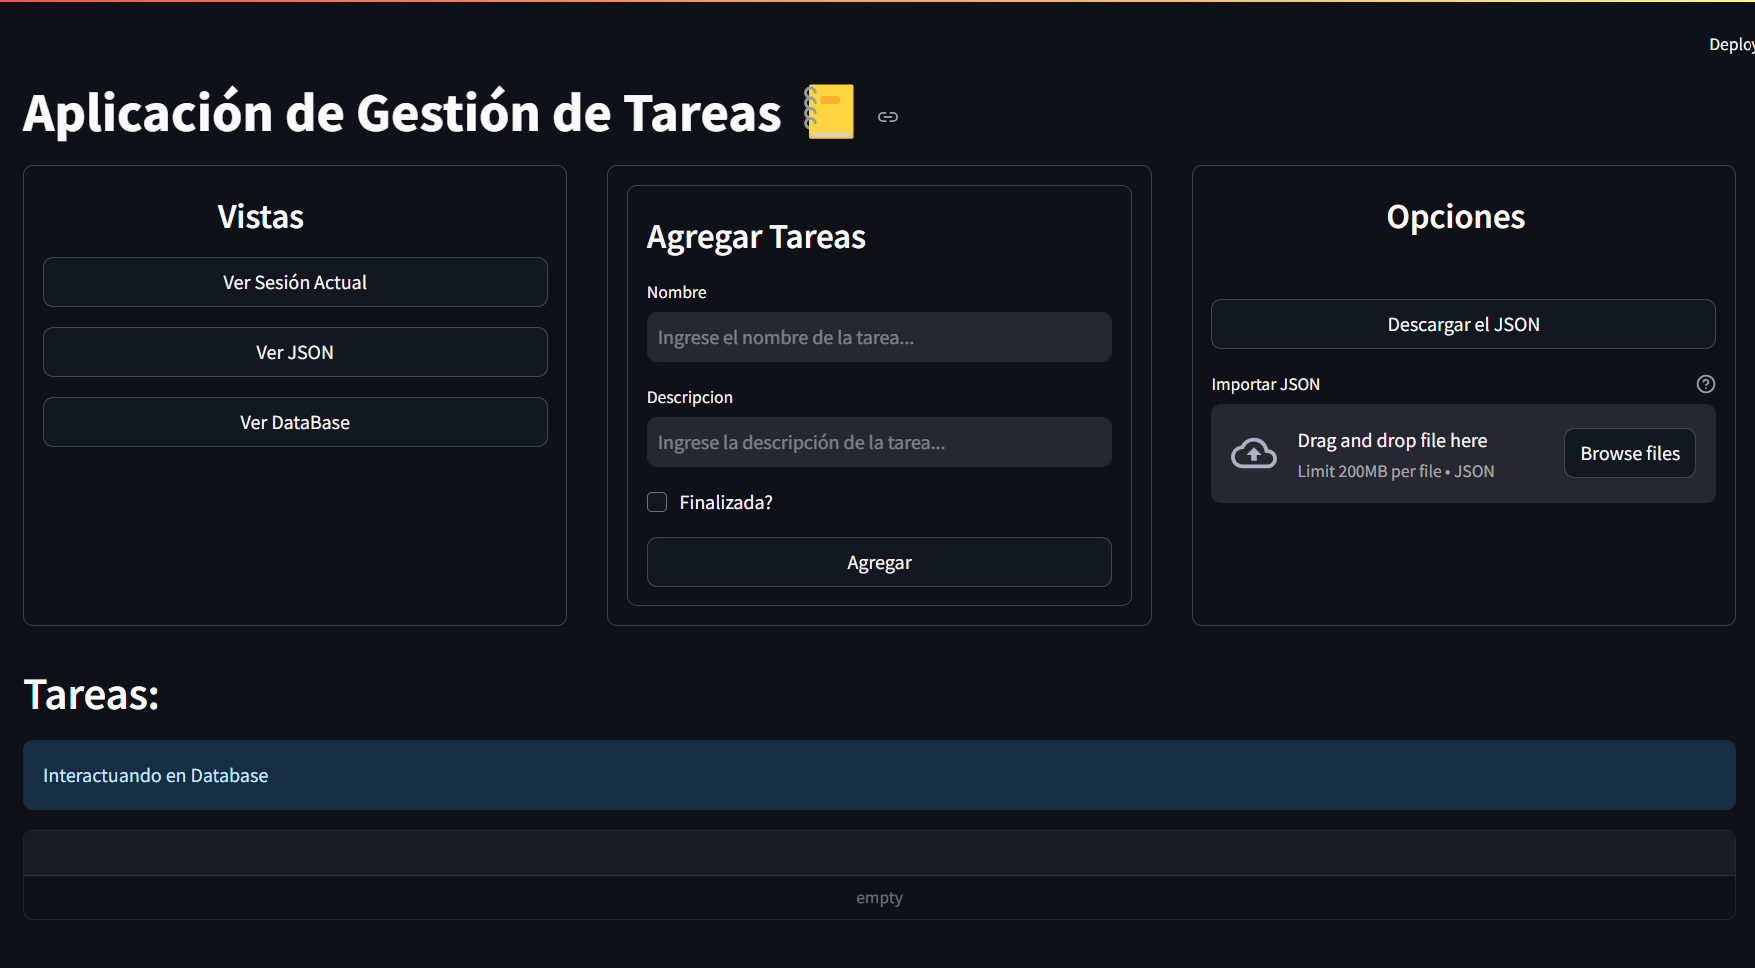 Deploy
Aplicación de Gestión de Tareas
Vistas
Ver Sesión Actual
Ver JSON
Ver DataBase
Agregar Tareas
Nombre
Ingrese el nombre de la tarea...
Descripcion
Ingrese la descripción de la tarea...
Finalizada?
Agregar
Opciones
Descargar el JSON
Importar JSON
Drag and drop file here
Limit 200MB per file • JSON
Browse files
Tareas:
Interactuando en Database
empty